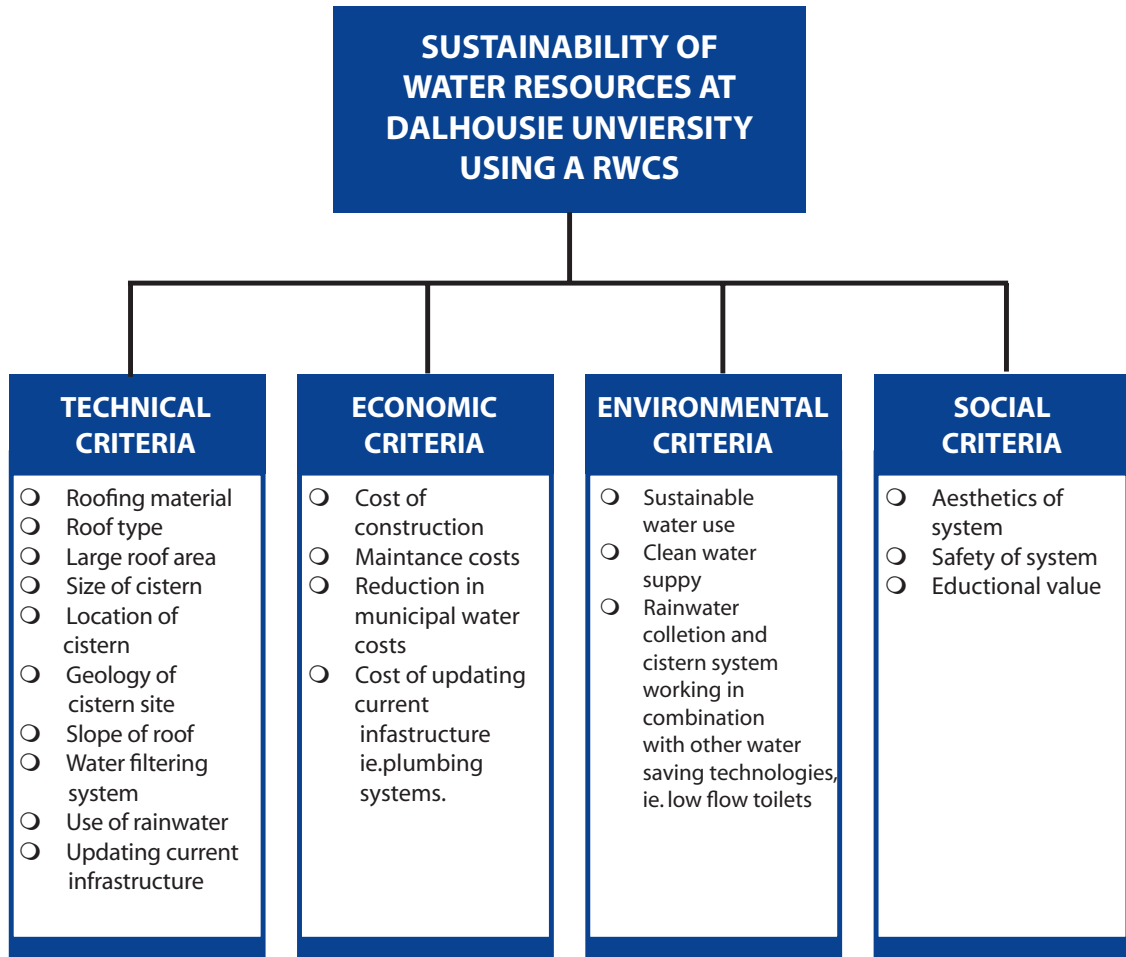 SUSTAINABILITY OF
WATER RESOURCES AT
DALHOUSIE UNVIERSITY
USING A RWCS
TECHNICAL
CRITERIA
❍ Roofing material
❍ Roof type
❍ Large roof area
❍ Size of cistern
❍ Location of
cistern
❍ Geology of
cistern site
❍ Slope of roof
❍ Water filtering
system
❍ Use of rainwater
❍ Updating current
infrastructure
ECONOMIC
CRITERIA
❍ Cost of
construction
❍ Maintance costs
❍ Reduction in
municipal water
costs
❍ Cost of updating
current
infastructure
ie.plumbing
systems.
ENVIRONMENTAL
CRITERIA
❍ Sustainable
water use
❍ Clean water
suppy
❍ Rainwater
colletion and
cistern system
working in
combination
with other water
saving technologies,
ie. low flow toilets
SOCIAL
CRITERIA
❍ Aesthetics of
system
❍ Safety of system
❍ Eductional value